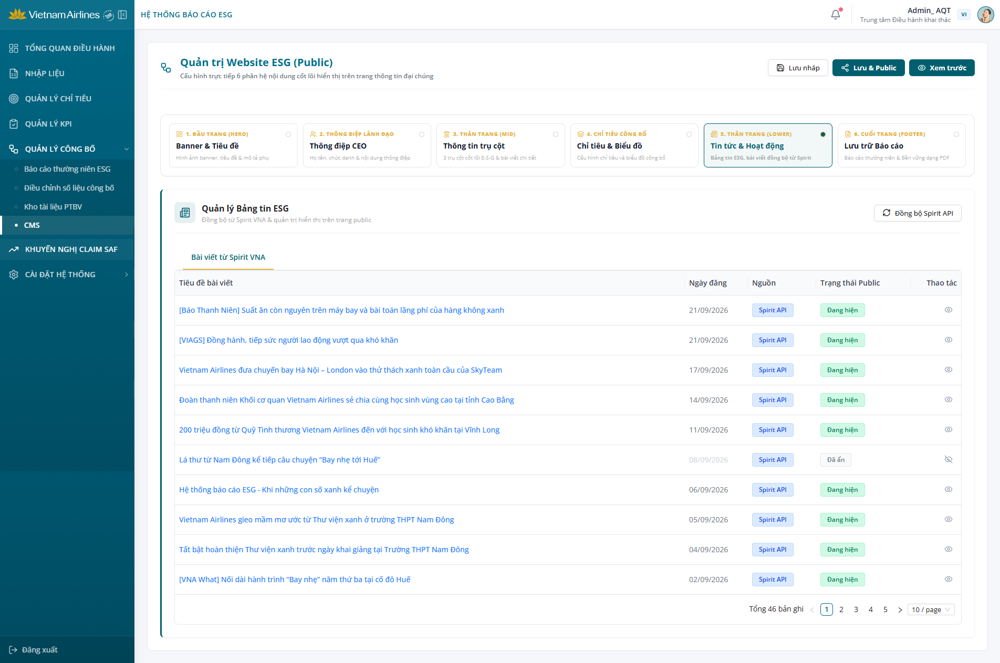 Vietnam Airlines
HỆ THỐNG BÁO CÁO ESG
Admin_ AQT
Trung tâm Điều hành khai thác
VI
TỔNG QUAN ĐIỀU HÀNH
NHẬP LIỆU
QUẢN LÝ CHỈ TIÊU
QUẢN LÝ KPI
QUẢN LÝ CÔNG BỐ
Báo cáo thường niên ESG
Điều chỉnh số liệu công bố
Kho tài liệu PTBV
CMS
KHUYẾN NGHỊ CLAIM SAF
CÀI ĐẶT HỆ THỐNG
Đăng xuất
Quản trị Website ESG (Public)
Cấu hình trực tiếp 6 phân hệ nội dung cốt lõi hiển thị trên trang thông tin đại chúng
Lưu nháp
Lưu & Public
Xem trước
1. ĐẦU TRANG (HERO)
Banner & Tiêu đề
Hình ảnh banner, tiêu đề & mô tả phụ
2. THÔNG ĐIỆP LÃNH ĐẠO
Thông điệp CEO
Họ tên, chức danh & nội dung thông điệp
3. THÂN TRANG (MID)
Thông tin trụ cột
3 trụ cột cốt lõi E-S-G & bài viết chi tiết
4. CHỈ TIÊU CÔNG BỐ
Chỉ tiêu & Biểu đồ
Cấu hình chỉ tiêu và biểu đồ công bố
5. THÂN TRANG (LOWER)
Tin tức & Hoạt động
Bảng tin ESG, bài viết đồng bộ từ Spirit
6. CUỐI TRANG (FOOTER)
Lưu trữ Báo cáo
Báo cáo thường niên & Bền vững dạng PDF
Quản lý Bảng tin ESG
Đồng bộ từ Spirit VNA & quản trị hiển thị trên trang public
Đồng bộ Spirit API
Bài viết từ Spirit VNA
Tiêu đề bài viết Ngày đăng Nguồn Trạng thái Public Thao tác
[Báo Thanh Niên] Suất ăn còn nguyên trên máy bay và bài toán lãng phí của hàng không xanh 21/09/2026 Spirit API Đang hiện
[VIAGS] Đồng hành, tiếp sức người lao động vượt qua khó khăn 21/09/2026 Spirit API Đang hiện
Vietnam Airlines đưa chuyến bay Hà Nội – London vào thử thách xanh toàn cầu của SkyTeam 17/09/2026 Spirit API Đang hiện
Đoàn thanh niên Khối cơ quan Vietnam Airlines sẻ chia cùng học sinh vùng cao tại tỉnh Cao Bằng 14/09/2026 Spirit API Đang hiện
200 triệu đồng từ Quỹ Tình thương Vietnam Airlines đến với học sinh khó khăn tại Vĩnh Long 11/09/2026 Spirit API Đang hiện
Lá thư từ Nam Đông kể tiếp câu chuyện “Bay nhẹ tới Huế” 08/09/2026 Spirit API Đã ẩn
Hệ thống báo cáo ESG - Khi những con số xanh kể chuyện 06/09/2026 Spirit API Đang hiện
Vietnam Airlines gieo mầm mơ ước từ Thư viện xanh ở trường THPT Nam Đông 05/09/2026 Spirit API Đang hiện
Tất bật hoàn thiện Thư viện xanh trước ngày khai giảng tại Trường THPT Nam Đông 04/09/2026 Spirit API Đang hiện
[VNA What] Nối dài hành trình “Bay nhẹ” năm thứ ba tại cố đô Huế 02/09/2026 Spirit API Đang hiện
Tổng 46 bản ghi 1 2 3 4 5 10 / page